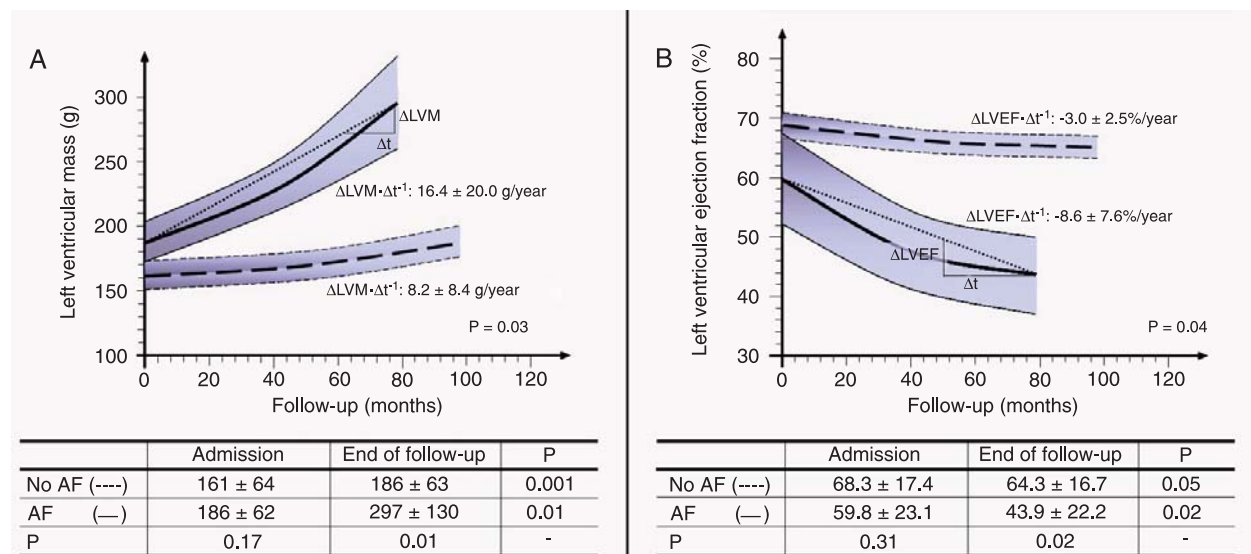 A
Left ventricular mass (g)
300
250
200
150
100
ΔLVM
Δt
ΔLVM·Δt⁻¹: 16.4 ± 20.0 g/year
ΔLVM·Δt⁻¹: 8.2 ± 8.4 g/year
P = 0.03
0 20 40 60 80 100 120
Follow-up (months)
Admission End of follow-up P
No AF (----) 161 ± 64 186 ± 63 0.001
AF (—) 186 ± 62 297 ± 130 0.01
P 0.17 0.01 -
B
Left ventricular ejection fraction (%)
80
70
60
50
40
30
ΔLVEF·Δt⁻¹: -3.0 ± 2.5%/year
ΔLVEF·Δt⁻¹: -8.6 ± 7.6%/year
ΔLVEF
Δt
P = 0.04
0 20 40 60 80 100 120
Follow-up (months)
Admission End of follow-up P
No AF (----) 68.3 ± 17.4 64.3 ± 16.7 0.05
AF (—) 59.8 ± 23.1 43.9 ± 22.2 0.02
P 0.31 0.02 -